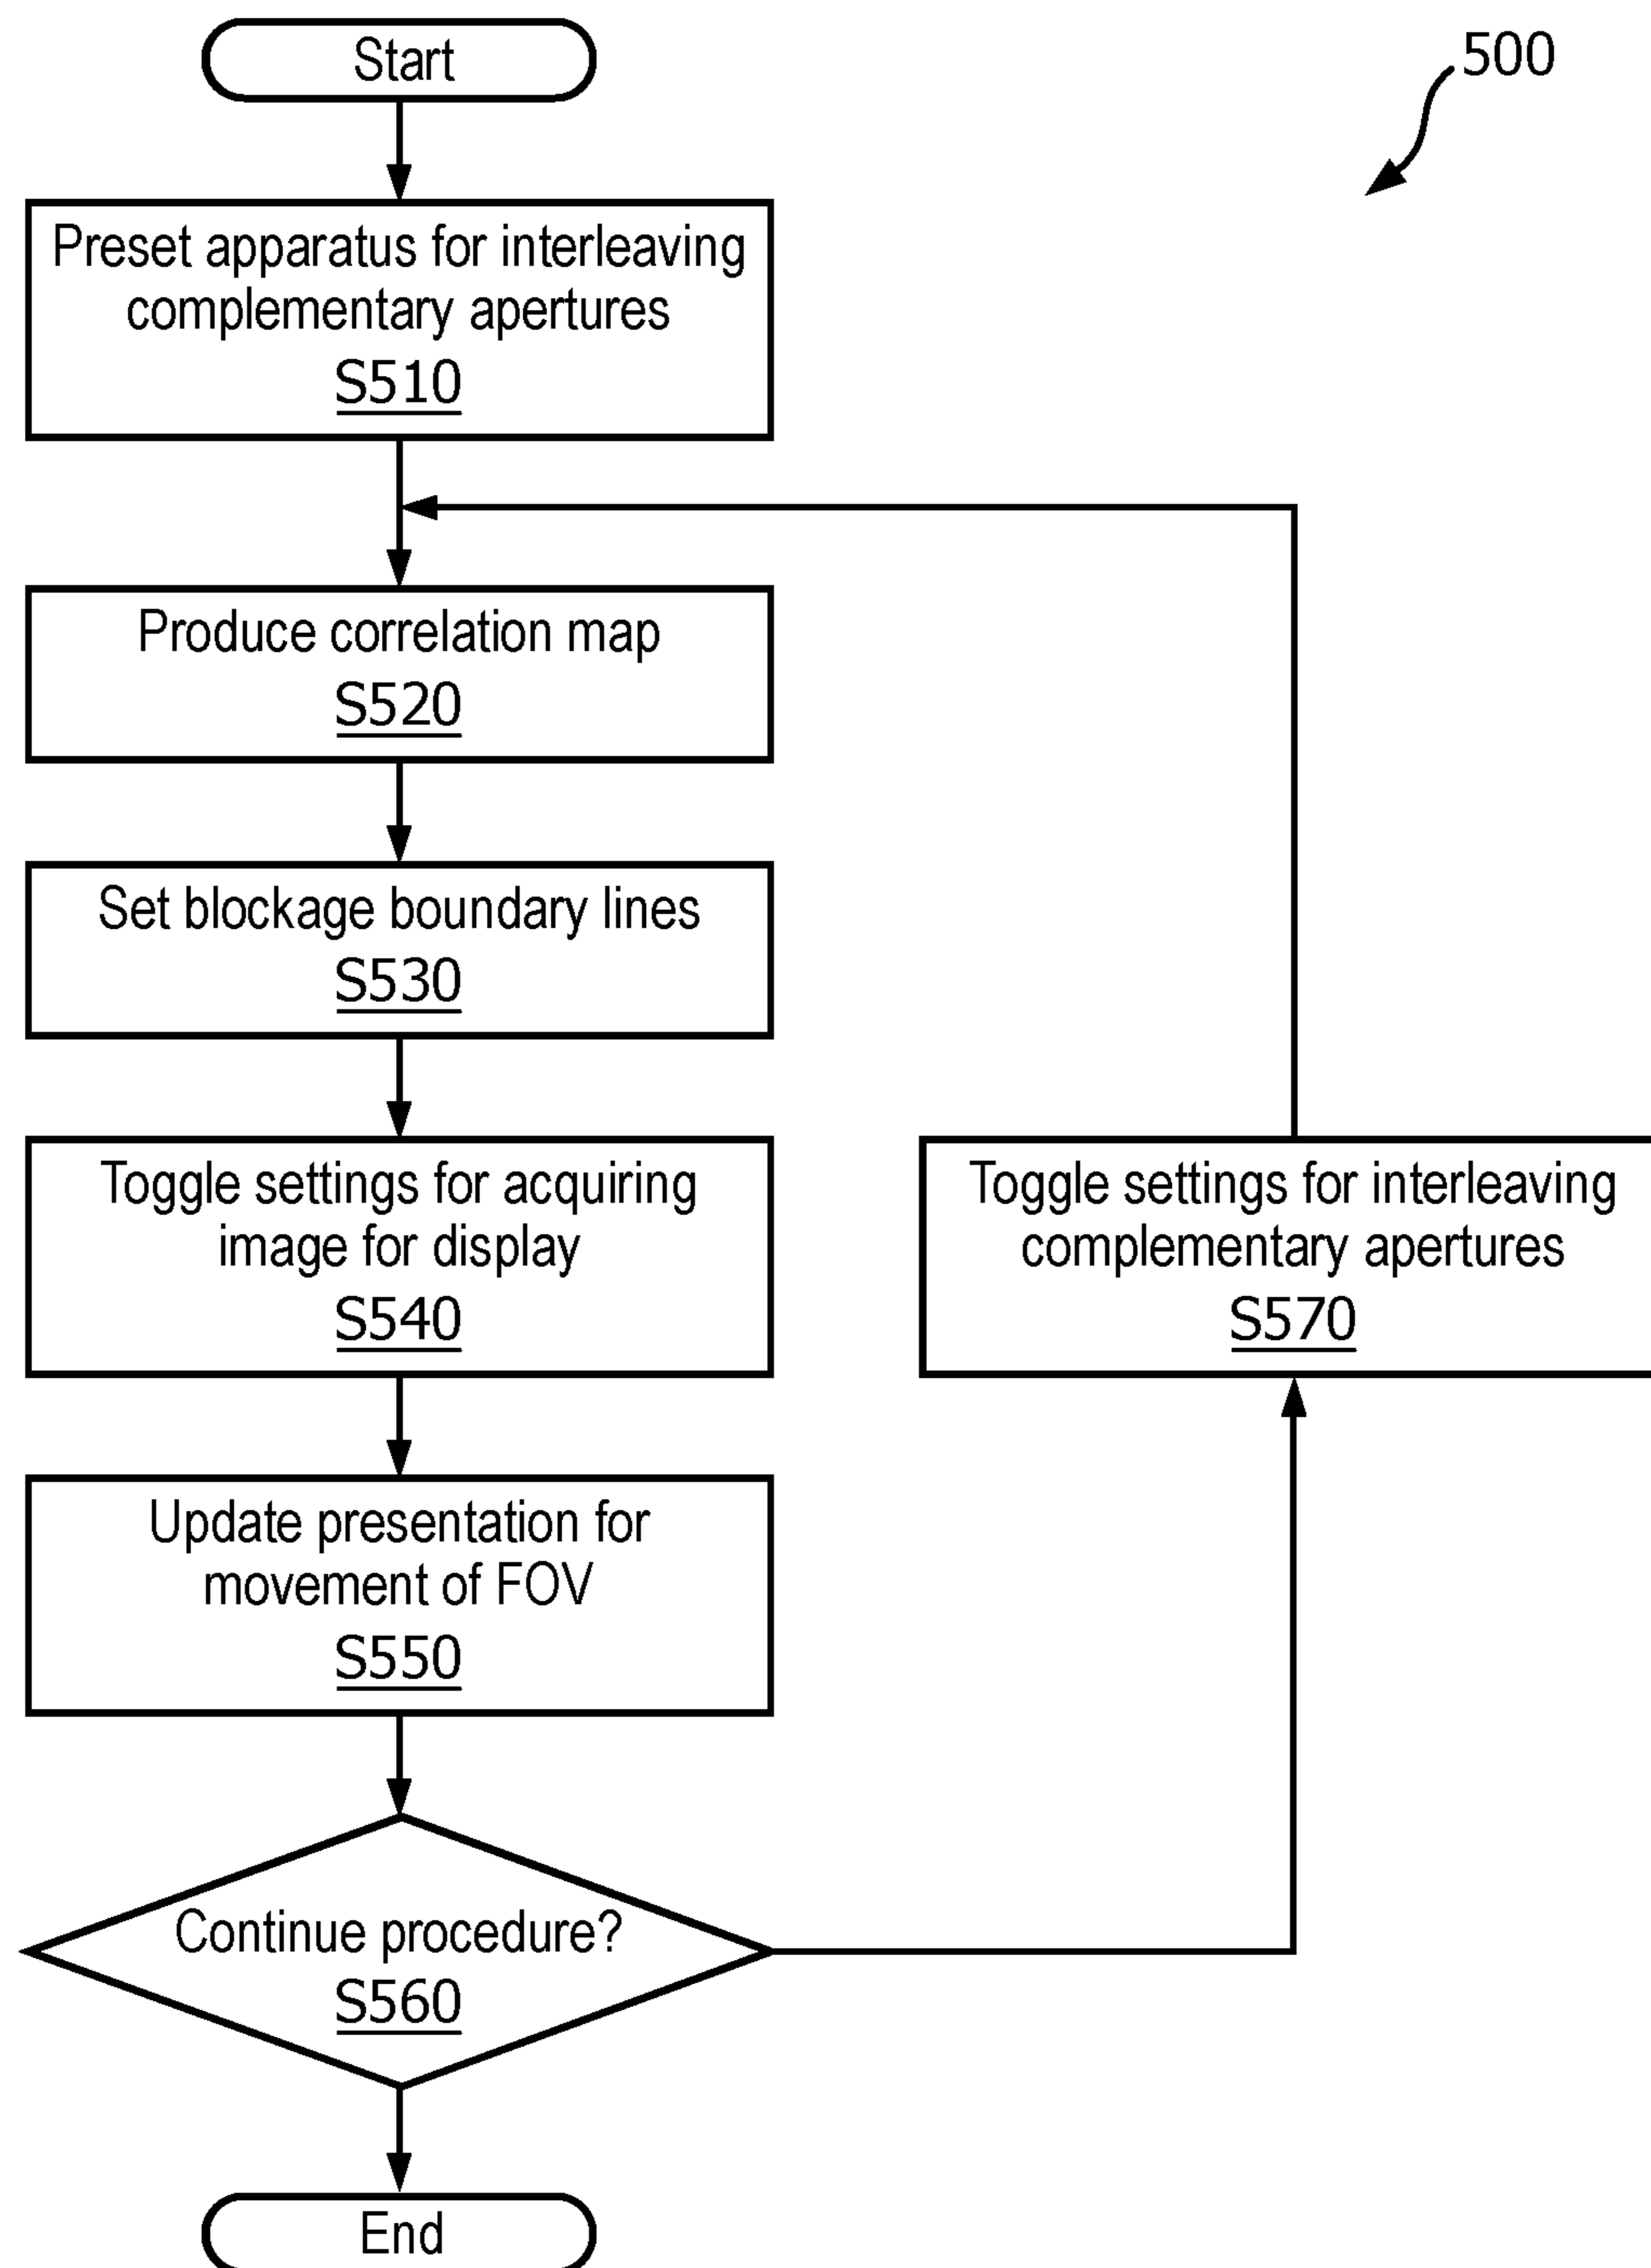 Start
500
Preset apparatus for interleaving
complementary apertures
S510
Produce correlation map
S520
Set blockage boundary lines
S530
Toggle settings for acquiring
image for display
S540
Toggle settings for interleaving
complementary apertures
S570
Update presentation for
movement of FOV
S550
Continue procedure?
S560
End